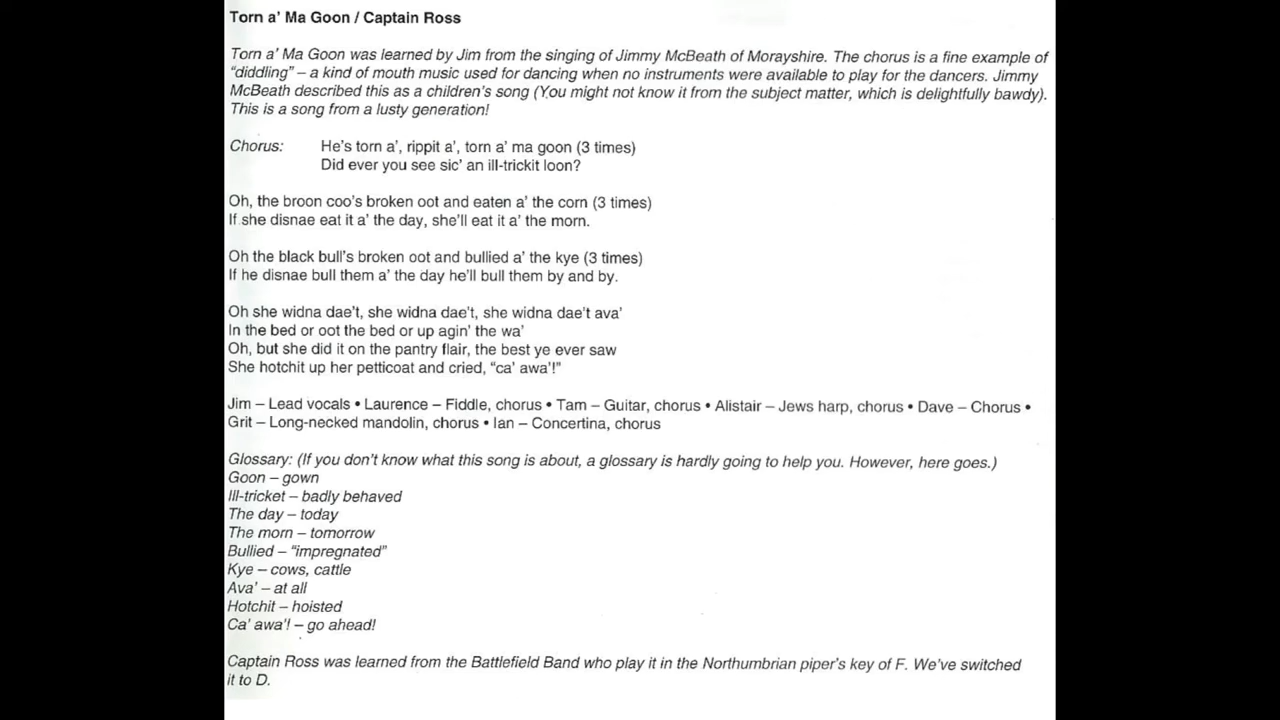 Torn a' Ma Goon / Captain Ross
Torn a' Ma Goon was learned by Jim from the singing of Jimmy McBeath of Morayshire. The chorus is a fine example of
"diddling" – a kind of mouth music used for dancing when no instruments were available to play for the dancers. Jimmy
McBeath described this as a children's song (You might not know it from the subject matter, which is delightfully bawdy).
This is a song from a lusty generation!
Chorus: He's torn a', rippit a', torn a' ma goon (3 times)
Did ever you see sic' an ill-trickit loon?
Oh, the broon coo's broken oot and eaten a' the corn (3 times)
If she disnae eat it a' the day, she'll eat it a' the morn.
Oh the black bull's broken oot and bullied a' the kye (3 times)
If he disnae bull them a' the day he'll bull them by and by.
Oh she widna dae't, she widna dae't, she widna dae't ava'
In the bed or oot the bed or up agin' the wa'
Oh, but she did it on the pantry flair, the best ye ever saw
She hotchit up her petticoat and cried, "ca' awa'!"
Jim – Lead vocals • Laurence – Fiddle, chorus • Tam – Guitar, chorus • Alistair – Jews harp, chorus • Dave – Chorus •
Grit – Long-necked mandolin, chorus • Ian – Concertina, chorus
Glossary: (If you don't know what this song is about, a glossary is hardly going to help you. However, here goes.)
Goon – gown
Ill-tricket – badly behaved
The day – today
The morn – tomorrow
Bullied – "impregnated"
Kye – cows, cattle
Ava' – at all
Hotchit – hoisted
Ca' awa'! – go ahead!
Captain Ross was learned from the Battlefield Band who play it in the Northumbrian piper's key of F. We've switched
it to D.